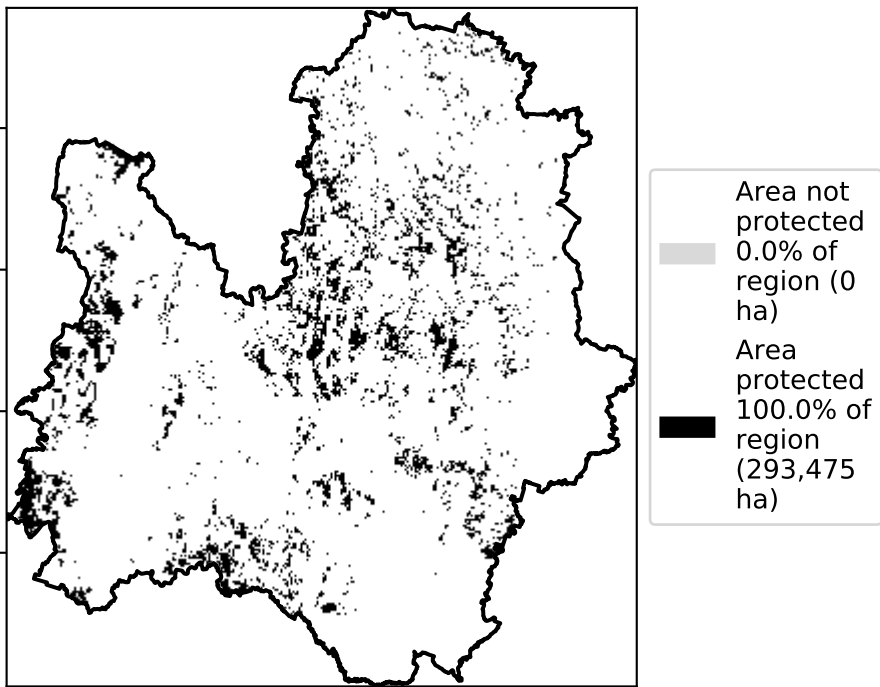 Area not
protected
0.0% of
region (0
ha)
Area
protected
100.0% of
region
(293,475
ha)